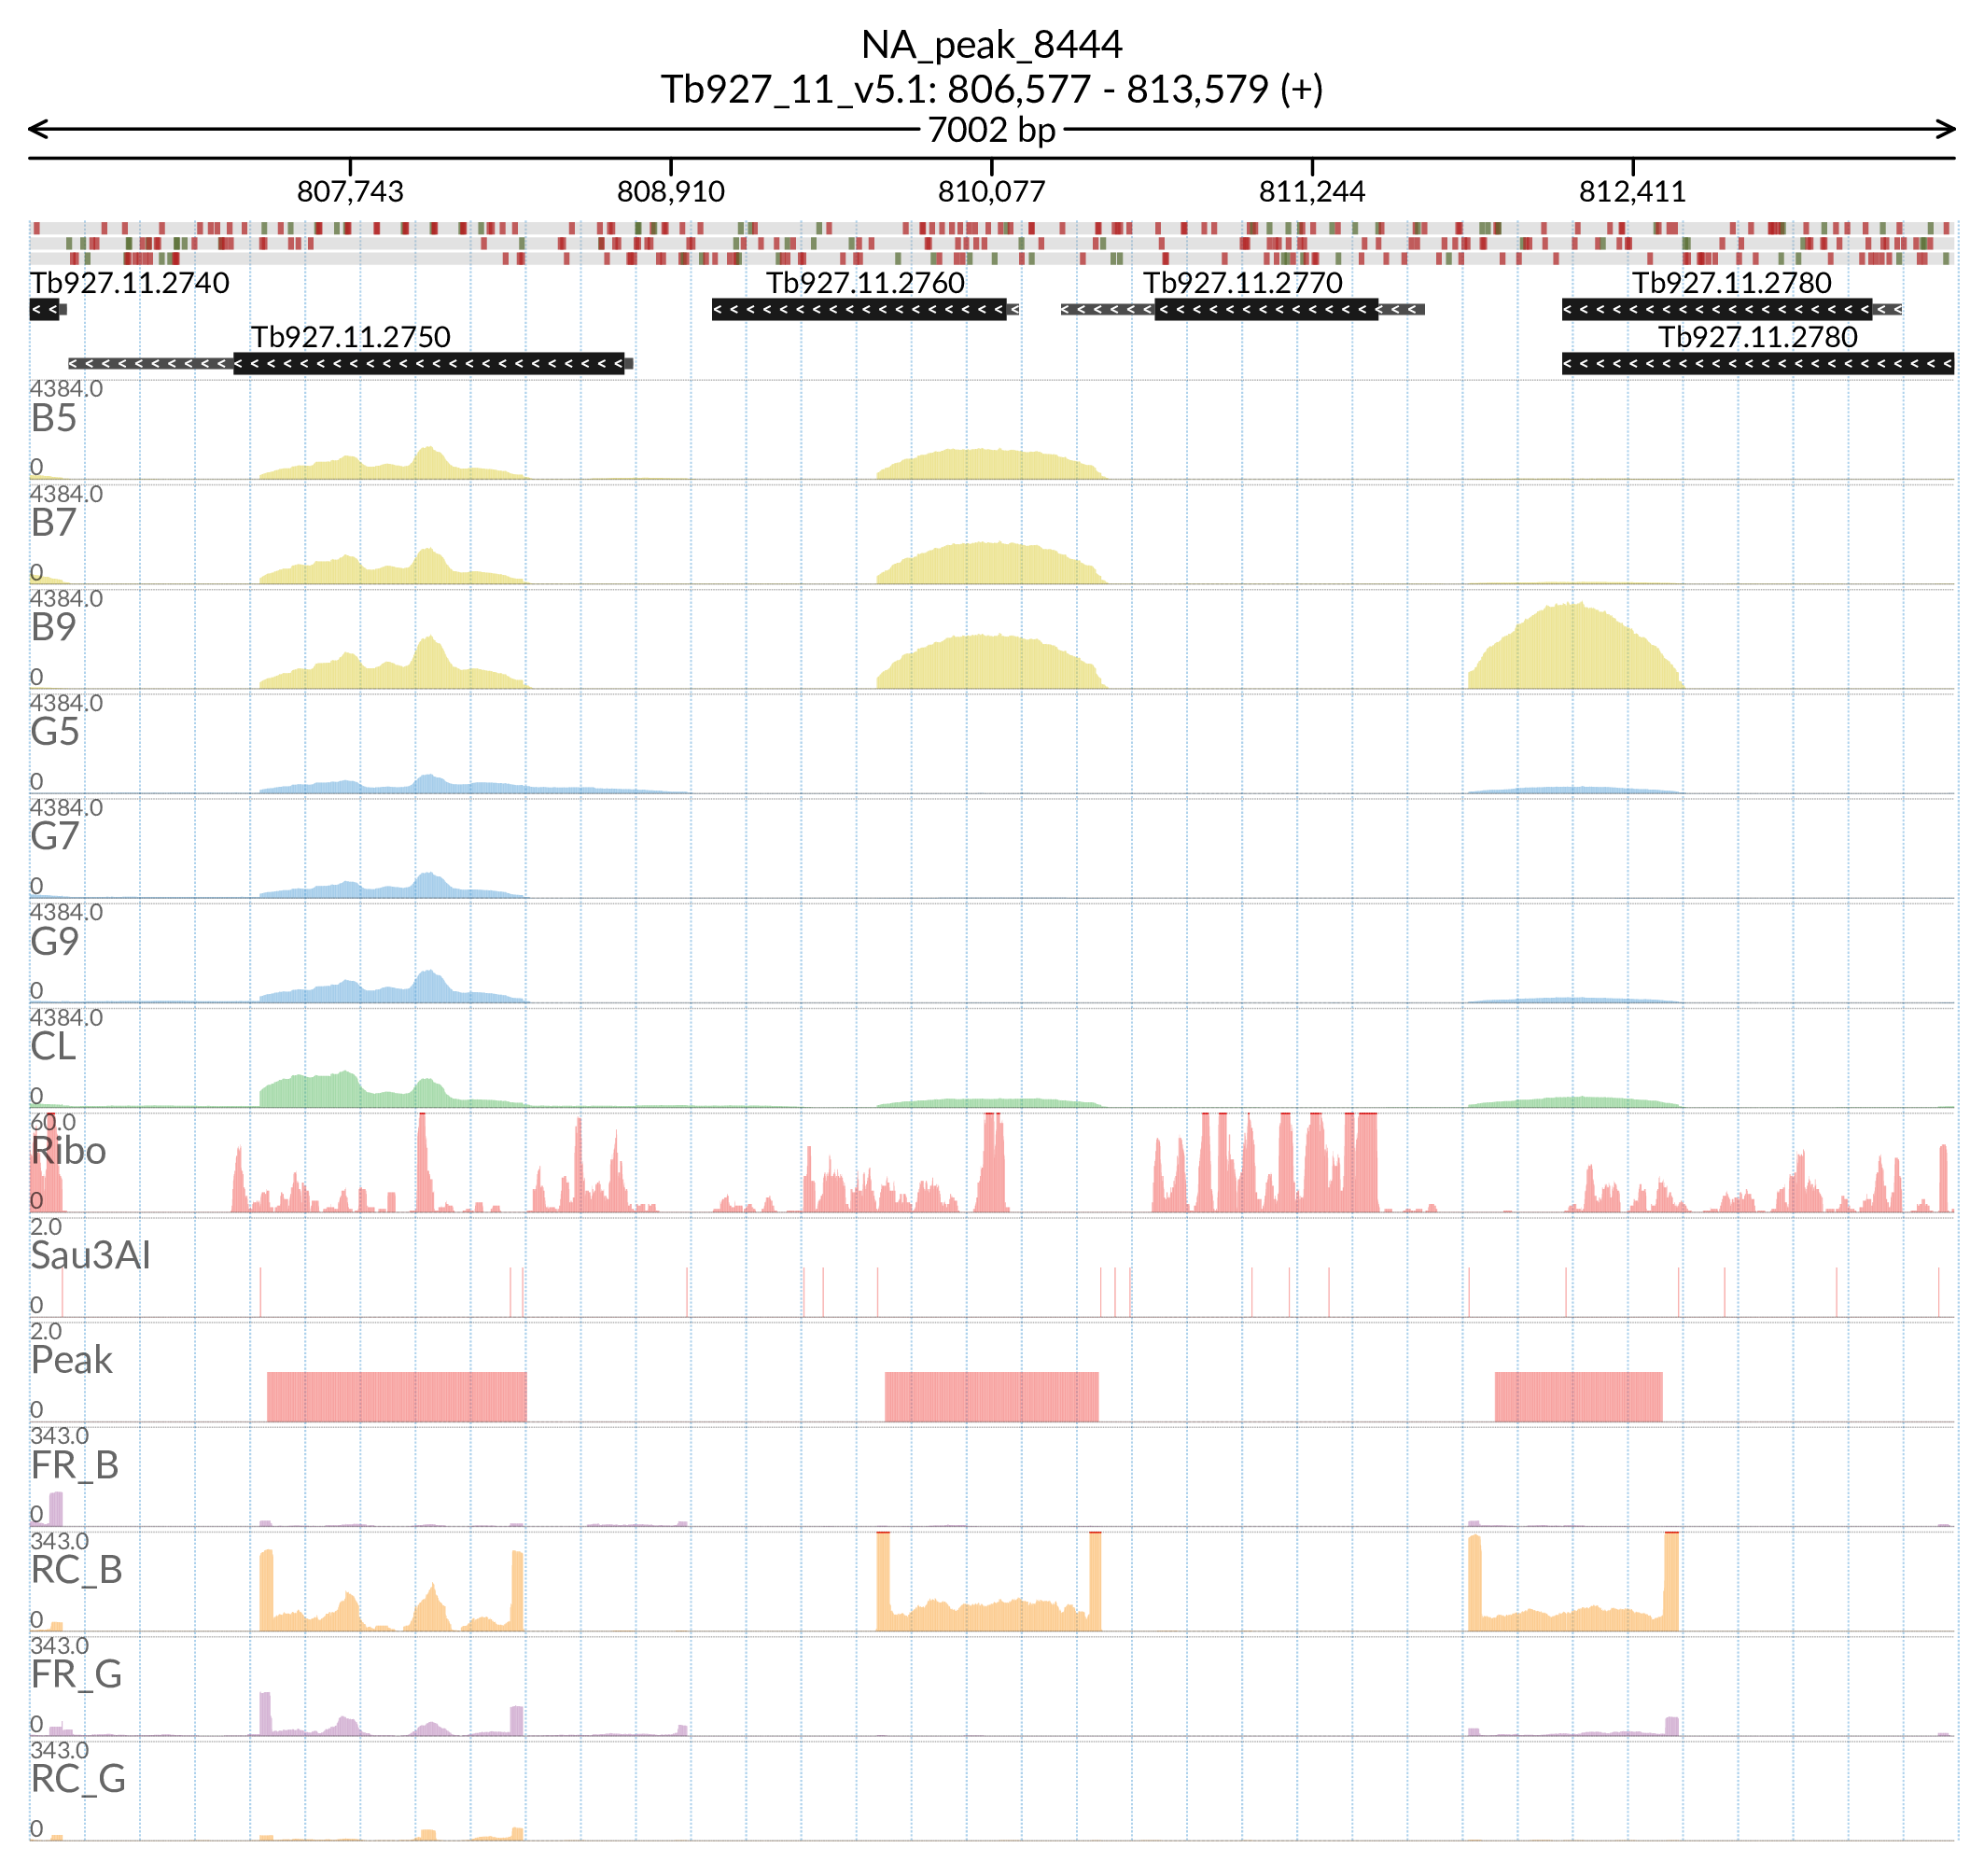 NA_peak_8444
Tb927_11_v5.1: 806,577 - 813,579 (+)
7002 bp
807,743 808,910 810,077 811,244 812,411
Tb927.11.2740 Tb927.11.2760 Tb927.11.2770 Tb927.11.2780
Tb927.11.2750 Tb927.11.2780
4384.0
B5
0
4384.0
B7
0
4384.0
B9
0
4384.0
G5
0
4384.0
G7
0
4384.0
G9
0
4384.0
CL
0
60.0
Ribo
0
2.0
Sau3AI
0
2.0
Peak
0
343.0
FR_B
0
343.0
RC_B
0
343.0
FR_G
0
343.0
RC_G
0